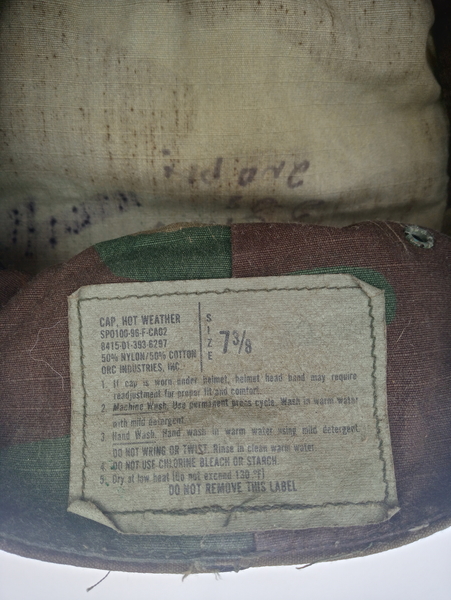 2ND PLT
CAP, HOT WEATHER
SPO100-96-F-CA02
8415-01-393-6297
50% NYLON/50% COTTON
ORC INDUSTRIES, INC.
SIZE 7 3/8
1. If cap is worn under helmet, helmet head band may require
readjustment for proper fit and comfort.
2. Machine Wash. Use permanent press cycle. Wash in warm water
with mild detergent.
3. Hand Wash. Hand wash in warm water using mild detergent.
DO NOT WRING OR TWIST. Rinse in clean warm water.
4. DO NOT USE CHLORINE BLEACH OR STARCH.
5. Dry at low heat (do not exceed 130 °F)
DO NOT REMOVE THIS LABEL